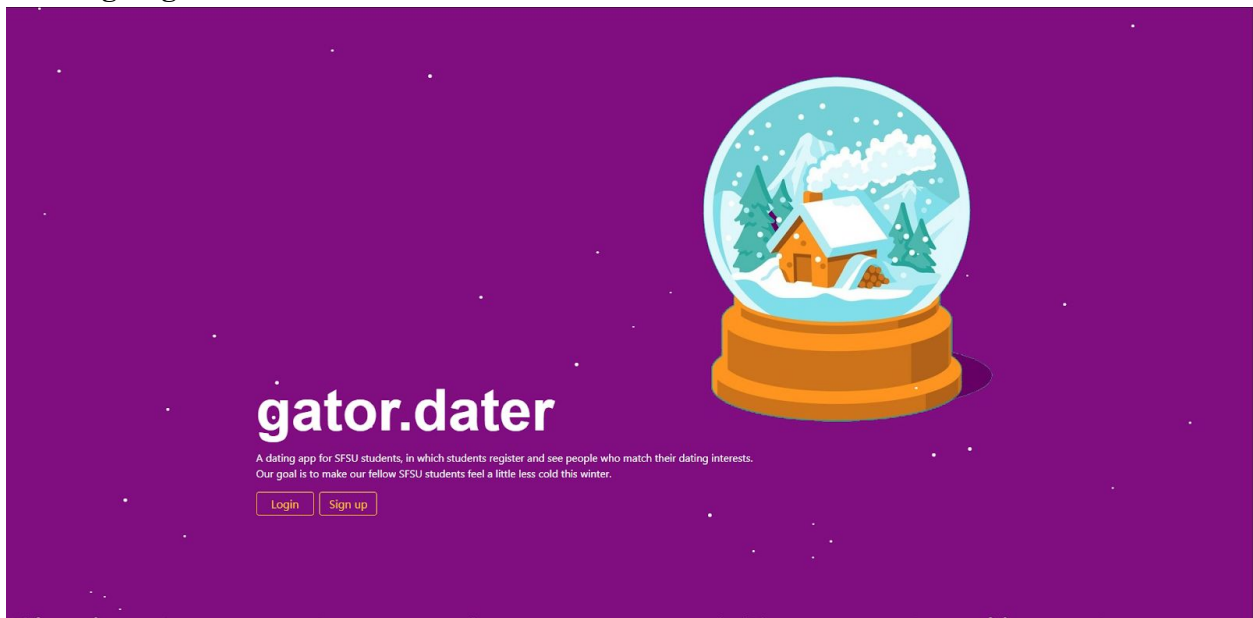 gator.dater
A dating app for SFSU students, in which students register and see people who match their dating interests.
Our goal is to make our fellow SFSU students feel a little less cold this winter.
Login
Sign up